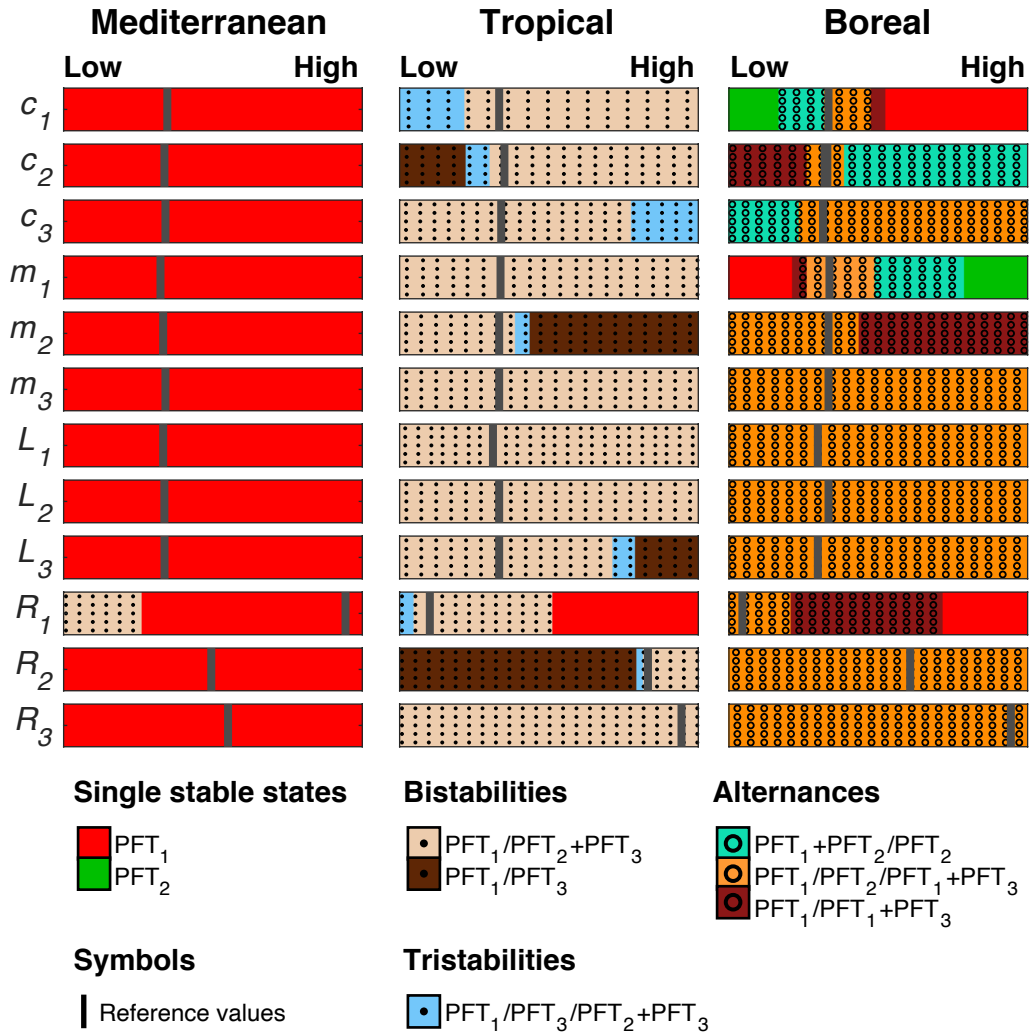 Mediterranean Tropical Boreal
Low High Low High Low High
c1
c2
c3
m1
m2
m3
L1
L2
L3
R1
R2
R3
Single stable states Bistabilities Alternances
PFT1 PFT1/PFT2+PFT3 PFT1+PFT2/PFT2
PFT2 PFT1/PFT3 PFT1/PFT2/PFT1+PFT3
PFT1/PFT1+PFT3
Symbols Tristabilities
Reference values PFT1/PFT3/PFT2+PFT3